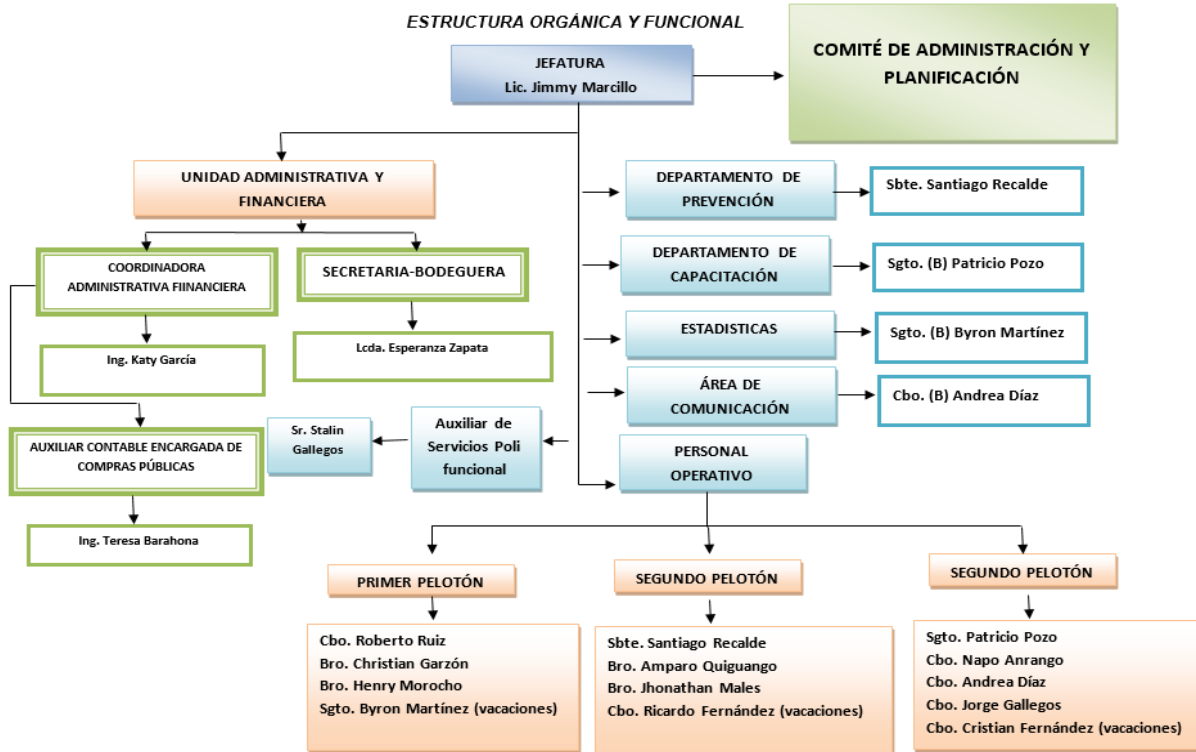 ESTRUCTURA ORGÁNICA Y FUNCIONAL
JEFATURA
Lic. Jimmy Marcillo
COMITÉ DE ADMINISTRACIÓN Y
PLANIFICACIÓN
UNIDAD ADMINISTRATIVA Y
FINANCIERA
COORDINADORA
ADMINISTRATIVA FIINANCIERA
SECRETARIA-BODEGUERA
Ing. Katy García
Lcda. Esperanza Zapata
AUXILIAR CONTABLE ENCARGADA DE
COMPRAS PÚBLICAS
Ing. Teresa Barahona
DEPARTAMENTO DE
PREVENCIÓN
Sbte. Santiago Recalde
DEPARTAMENTO DE
CAPACITACIÓN
Sgto. (B) Patricio Pozo
ESTADISTICAS
Sgto. (B) Byron Martínez
ÁREA DE
COMUNICACIÓN
Cbo. (B) Andrea Díaz
Auxiliar de
Servicios Poli
funcional
Sr. Stalin
Gallegos
PERSONAL
OPERATIVO
PRIMER PELOTÓN
Cbo. Roberto Ruiz
Bro. Christian Garzón
Bro. Henry Morocho
Sgto. Byron Martínez (vacaciones)
SEGUNDO PELOTÓN
Sbte. Santiago Recalde
Bro. Amparo Quiguango
Bro. Jhonathan Males
Cbo. Ricardo Fernández (vacaciones)
SEGUNDO PELOTÓN
Sgto. Patricio Pozo
Cbo. Napo Anrango
Cbo. Andrea Díaz
Cbo. Jorge Gallegos
Cbo. Cristian Fernández (vacaciones)